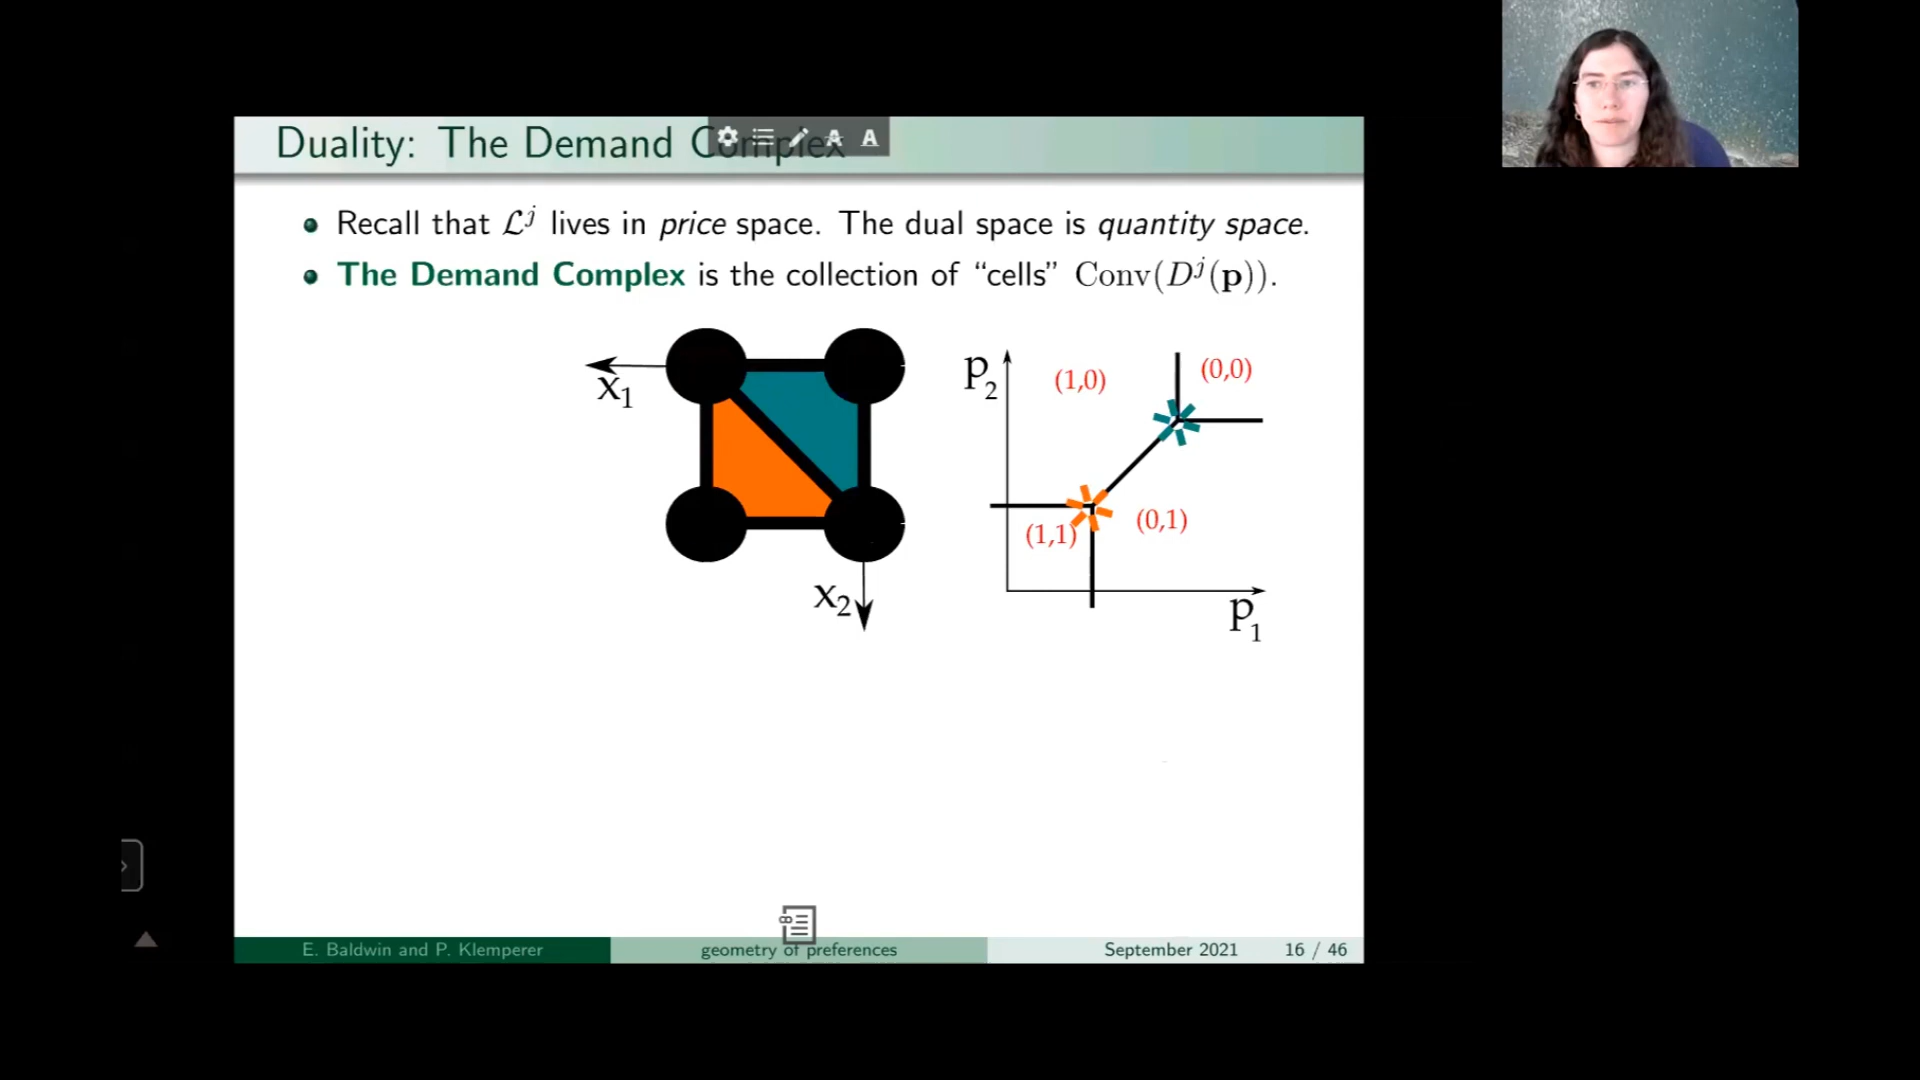 Duality: The Demand Complex
Recall that ℒʲ lives in price space. The dual space is quantity space.
The Demand Complex is the collection of “cells” Conv(Dʲ(p)).
x₁
x₂
p₂
(1,0)
(0,0)
(1,1)
(0,1)
p₁
E. Baldwin and P. Klemperer
geometry of preferences
September 2021
16 / 46